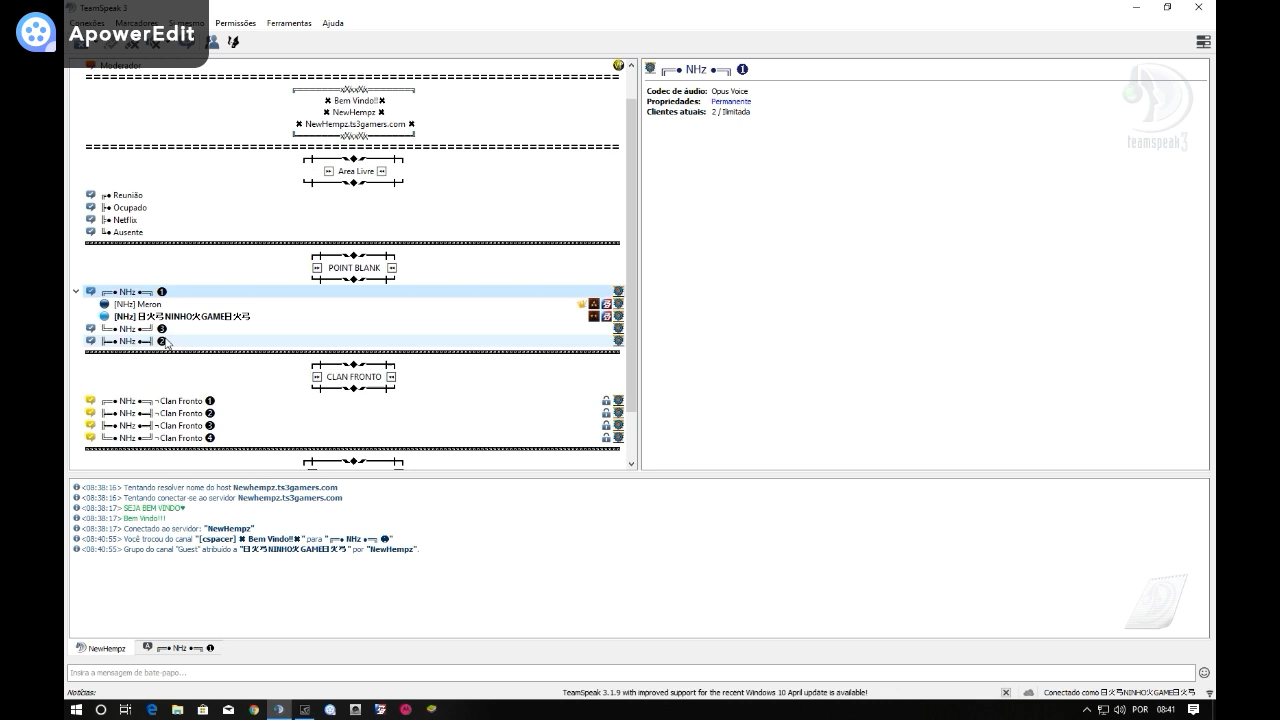 TeamSpeak 3
ApowerEdit
Conexões Marcadores Permissões Ferramentas Ajuda
Moderador
✖ Bem Vindo!!✖
✖ NewHempz ✖
✖ NewHempz.ts3gamers.com ✖
Area Livre
╔● Reunião
╠● Ocupado
╠● Netflix
╚● Ausente
POINT BLANK
╔═● NHz ●═╗ ❶
[NHz] Meron
[NHz] 日火弓NINHO火GAME日火弓
╚═● NHz ●═╝ ❸
╠═● NHz ●═╣ ❷
CLAN FRONTO
╔═● NHz ●═╗¬Clan Fronto ❶
╠═● NHz ●═╣¬Clan Fronto ❷
╠═● NHz ●═╣¬Clan Fronto ❸
╚═● NHz ●═╝¬Clan Fronto ❹
╔═● NHz ●═╗ ❶
Codec de áudio: Opus Voice
Propriedades: Permanente
Clientes atuais: 2 / Ilimitada
teamspeak 3
<08:38:16> Tentando resolver nome do host Newhempz.ts3gamers.com
<08:38:16> Tentando conectar-se ao servidor Newhempz.ts3gamers.com
<08:38:17> SEJA BEM VINDO♥
<08:38:17> Bem Vindo!!!
<08:38:17> Conectado ao servidor: "NewHempz"
<08:40:55> Você trocou do canal "[cspacer] ✖ Bem Vindo!!✖" para "╔═● NHz ●═╗ ❶"
<08:40:55> Grupo do canal "Guest" atribuído a "日火弓NINHO火GAME日火弓" por "NewHempz".
NewHempz ╔═● NHz ●═╗ ❶
Insira a mensagem de bate-papo...
Notícias: TeamSpeak 3.1.9 with improved support for the recent Windows 10 April update is available! Conectado como 日火弓NINHO火GAME日火弓
POR 08:41